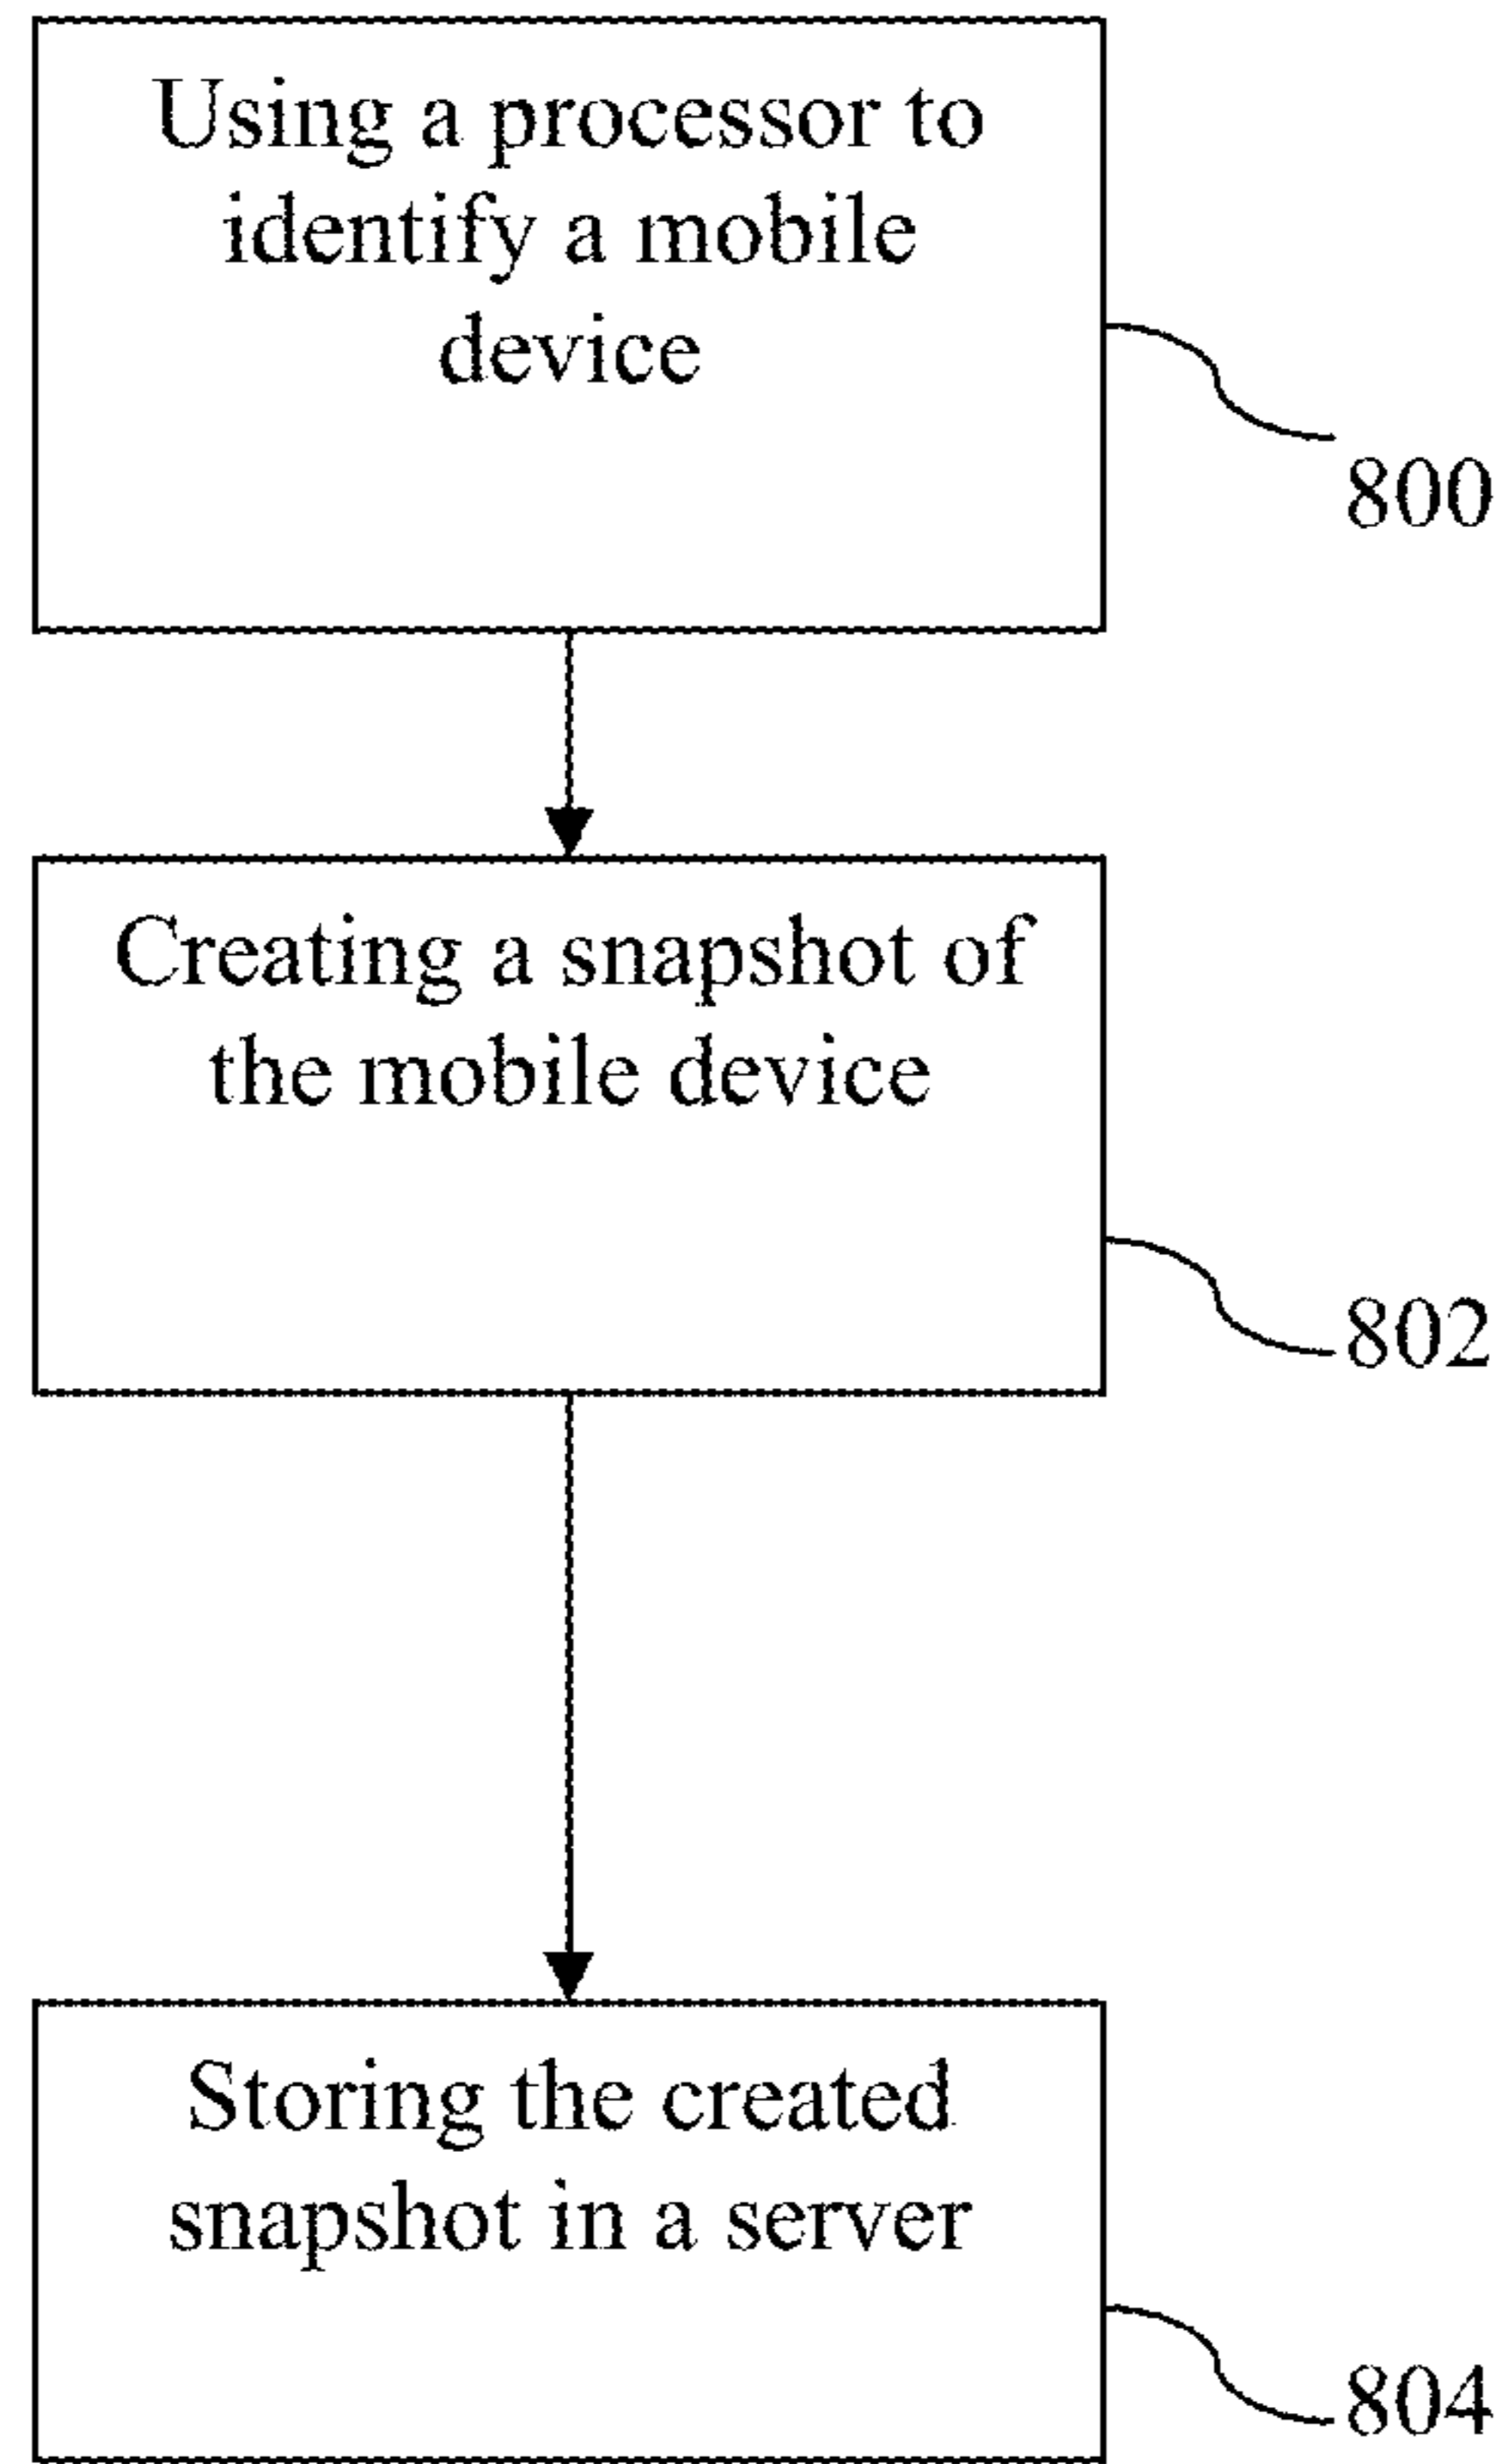 Using a processor to
identify a mobile
device
800
Creating a snapshot of
the mobile device
802
Storing the created
snapshot in a server
804